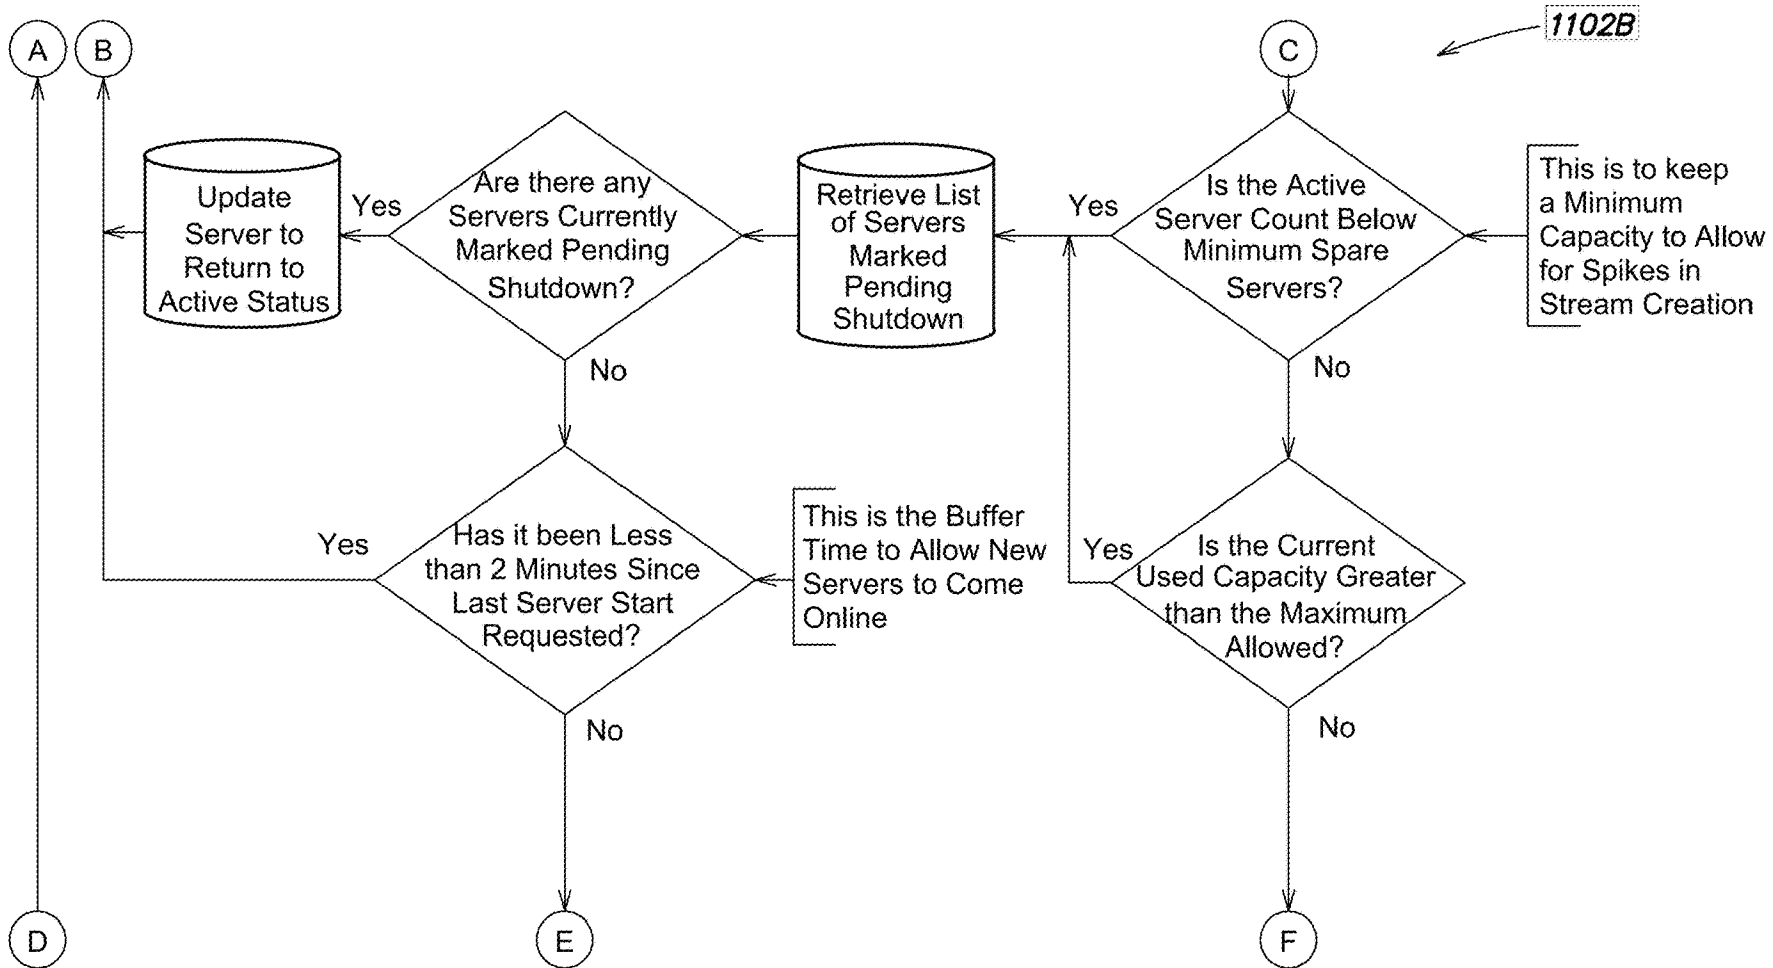 1102B
A
B
C
Update
Server to
Return to
Active Status
Yes
Are there any
Servers Currently
Marked Pending
Shutdown?
Retrieve List
of Servers
Marked
Pending
Shutdown
Yes
Is the Active
Server Count Below
Minimum Spare
Servers?
This is to keep
a Minimum
Capacity to Allow
for Spikes in
Stream Creation
No
No
Yes
Has it been Less
than 2 Minutes Since
Last Server Start
Requested?
This is the Buffer
Time to Allow New
Servers to Come
Online
Yes
Is the Current
Used Capacity Greater
than the Maximum
Allowed?
No
No
D
E
F